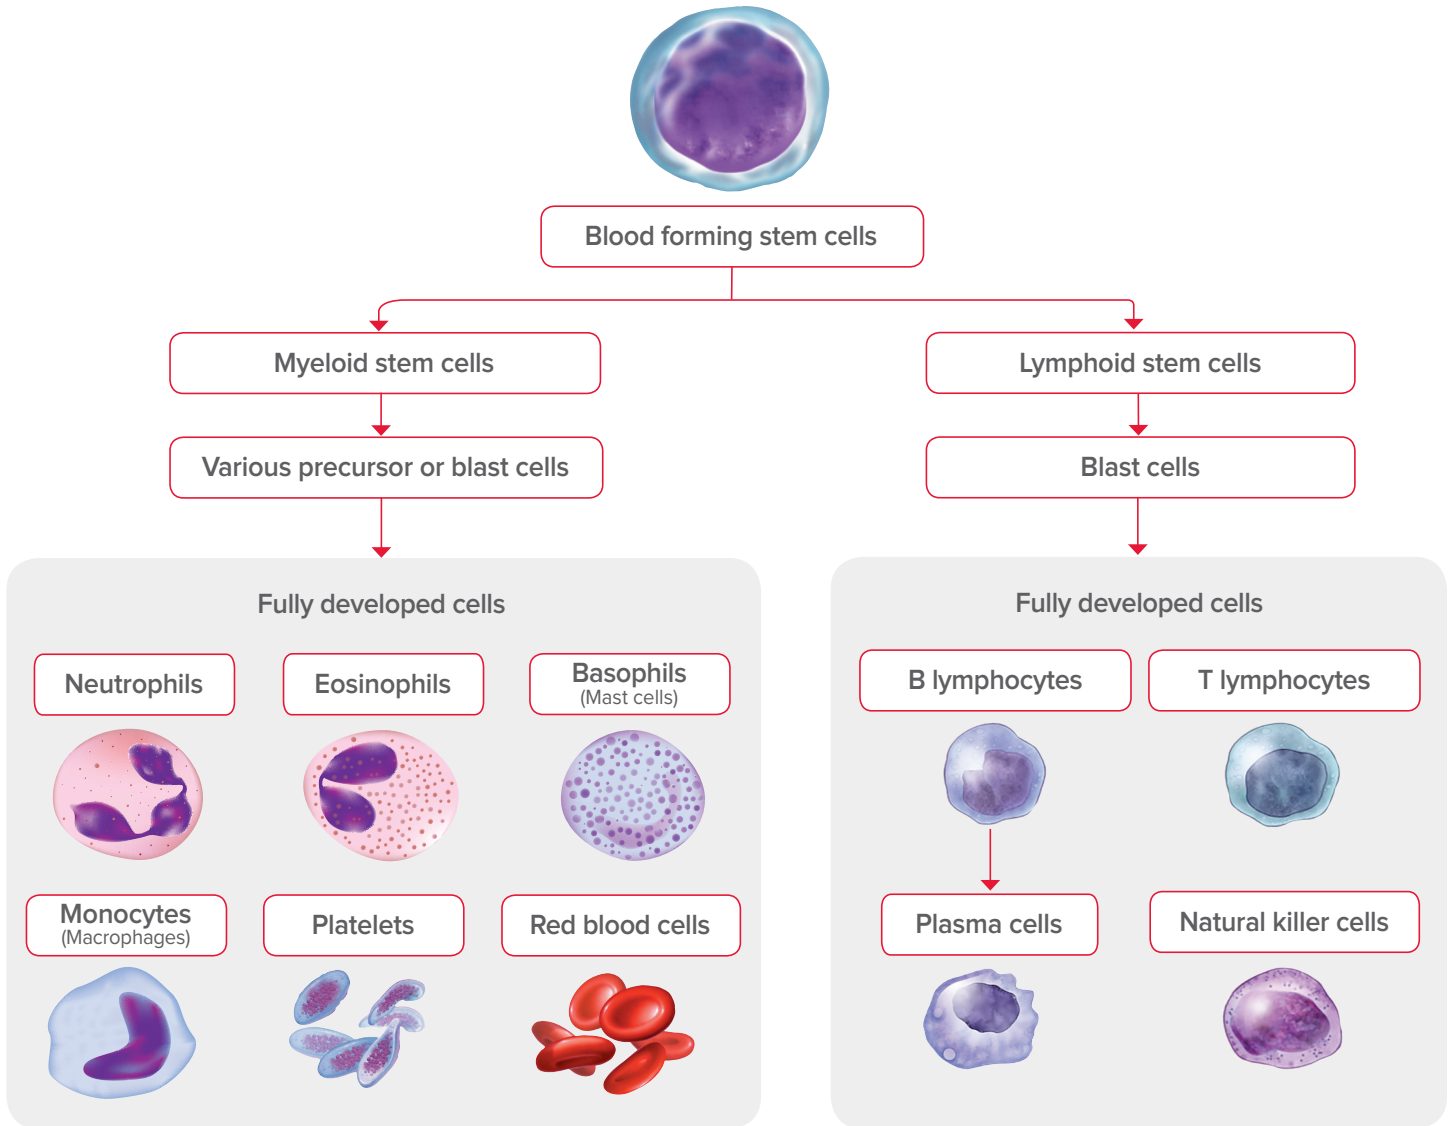 Blood forming stem cells
Myeloid stem cells
Lymphoid stem cells
Various precursor or blast cells
Blast cells
Fully developed cells
Neutrophils
Eosinophils
Basophils
(Mast cells)
Monocytes
(Macrophages)
Platelets
Red blood cells
Fully developed cells
B lymphocytes
T lymphocytes
Plasma cells
Natural killer cells